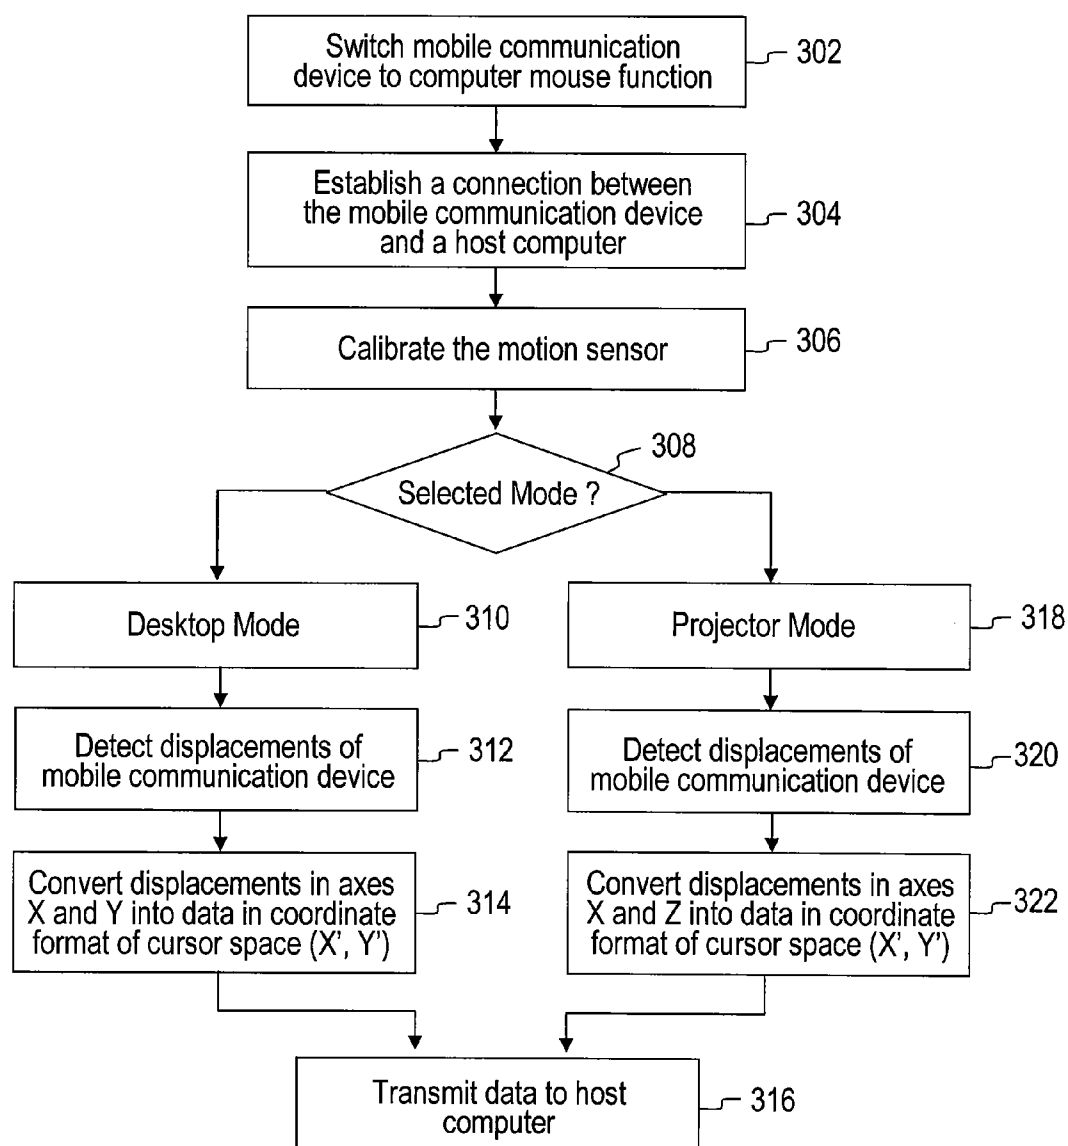 Switch mobile communication
device to computer mouse function
302
Establish a connection between
the mobile communication device
and a host computer
304
Calibrate the motion sensor
306
308
Selected Mode ?
Desktop Mode
310
Projector Mode
318
Detect displacements of
mobile communication device
312
Detect displacements of
mobile communication device
320
Convert displacements in axes
X and Y into data in coordinate
format of cursor space (X’, Y’)
314
Convert displacements in axes
X and Z into data in coordinate
format of cursor space (X’, Y’)
322
Transmit data to host
computer
316